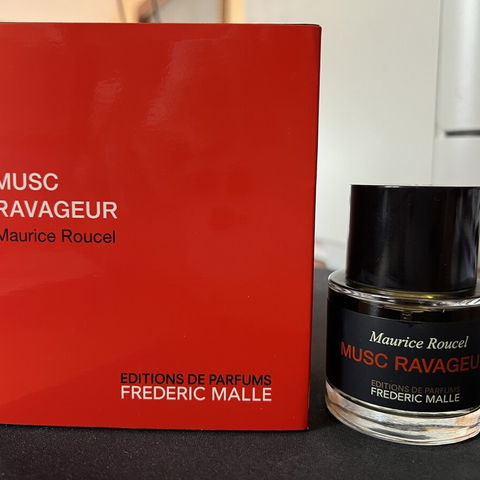 MUSC
RAVAGEUR
Maurice Roucel
EDITIONS DE PARFUMS
FREDERIC MALLE
Maurice Roucel
MUSC RAVAGEU
EDITIONS DE PARFUMS
FREDERIC MALLE